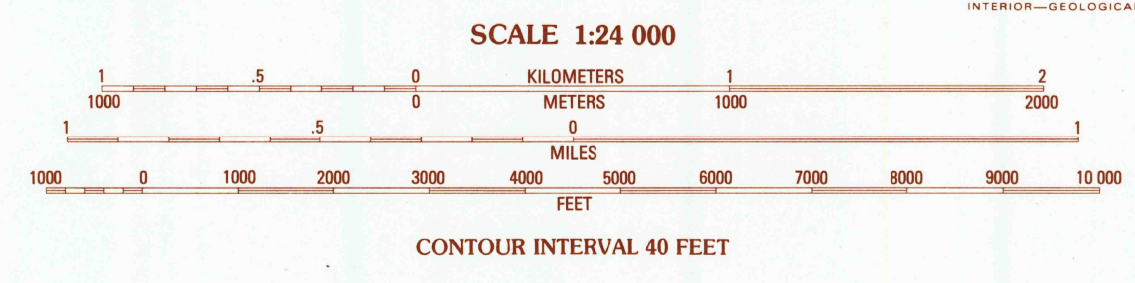 INTERIOR—GEOLOGICAL
SCALE 1:24 000
1 .5 0 KILOMETERS 1 2
1000 0 METERS 1000 2000
1 .5 0 1
MILES
1000 0 1000 2000 3000 4000 5000 6000 7000 8000 9000 10 000
FEET
CONTOUR INTERVAL 40 FEET